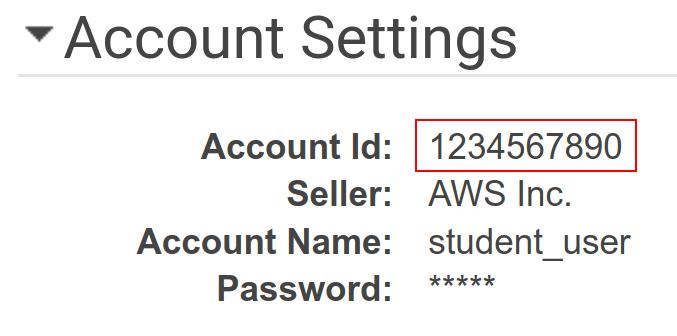 Account Settings
Account Id: 1234567890
Seller: AWS Inc.
Account Name: student_user
Password: *****